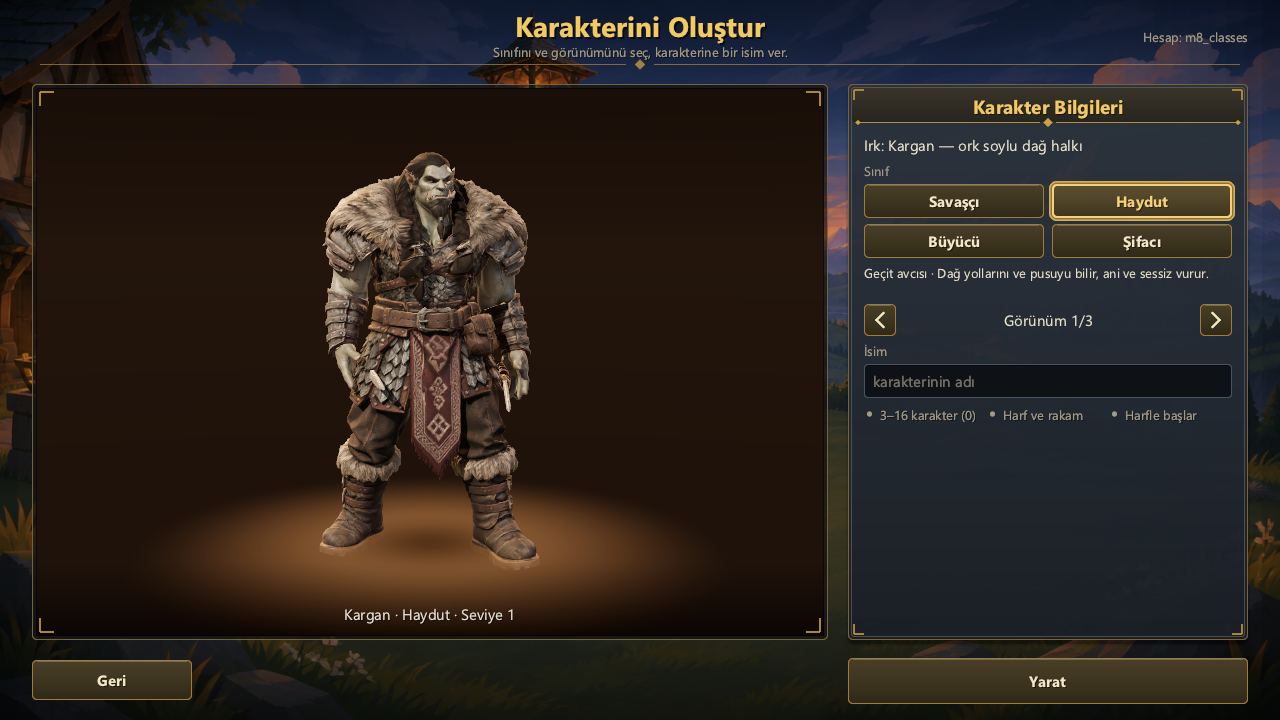 Karakterini Oluştur
Sınıfını ve görünümünü seç, karakterine bir isim ver.
Hesap: m8_classes
Karakter Bilgileri
Irk: Kargan — ork soylu dağ halkı
Sınıf
Savaşçı
Haydut
Büyücü
Şifacı
Geçit avcısı · Dağ yollarını ve pusuyu bilir, ani ve sessiz vurur.
Görünüm 1/3
İsim
karakterinin adı
• 3–16 karakter (0) • Harf ve rakam • Harfle başlar
Kargan · Haydut · Seviye 1
Geri
Yarat